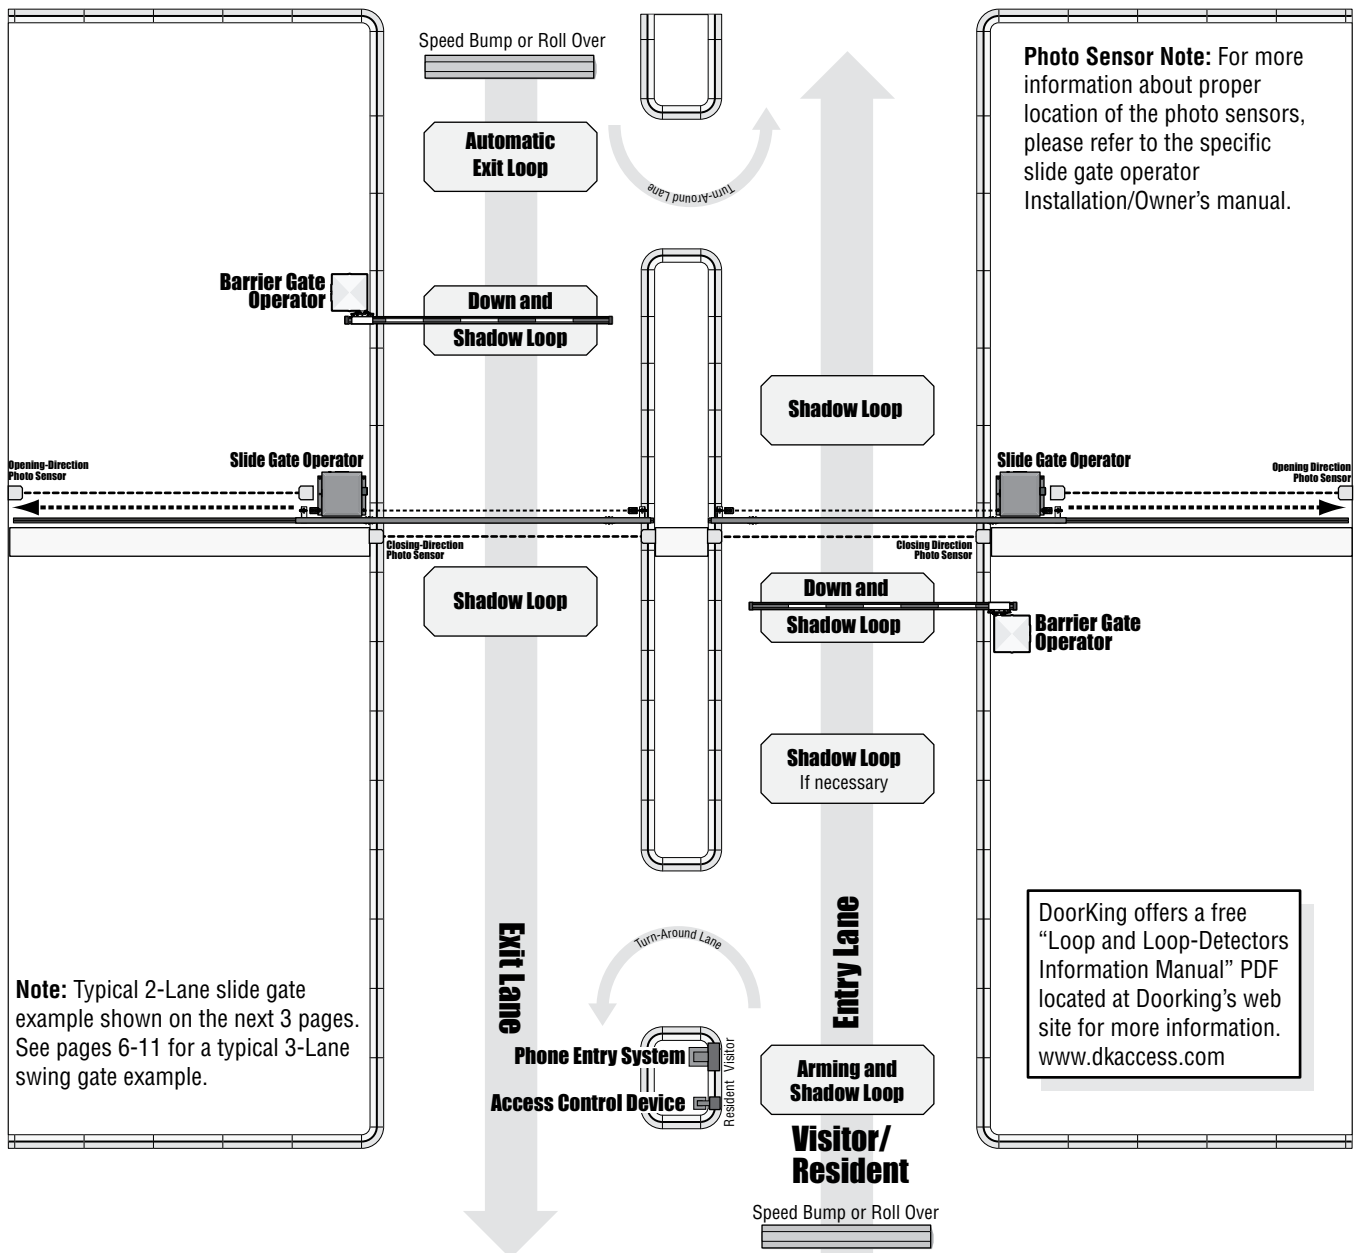 Speed Bump or Roll Over
Automatic
Exit Loop
Turn-Around Lane
Photo Sensor Note: For more
information about proper
location of the photo sensors,
please refer to the specific
slide gate operator
Installation/Owner's manual.
Barrier Gate
Operator
Down and
Shadow Loop
Shadow Loop
Opening-Direction
Photo Sensor
Slide Gate Operator
Slide Gate Operator
Opening Direction
Photo Sensor
Closing-Direction
Photo Sensor
Closing Direction
Photo Sensor
Shadow Loop
Down and
Shadow Loop
Barrier Gate
Operator
Shadow Loop
If necessary
Exit Lane
Turn-Around Lane
Entry Lane
DoorKing offers a free
“Loop and Loop-Detectors
Information Manual” PDF
located at Doorking's web
site for more information.
www.dkaccess.com
Note: Typical 2-Lane slide gate
example shown on the next 3 pages.
See pages 6-11 for a typical 3-Lane
swing gate example.
Phone Entry System
Visitor
Access Control Device
Resident
Arming and
Shadow Loop
Visitor/
Resident
Speed Bump or Roll Over